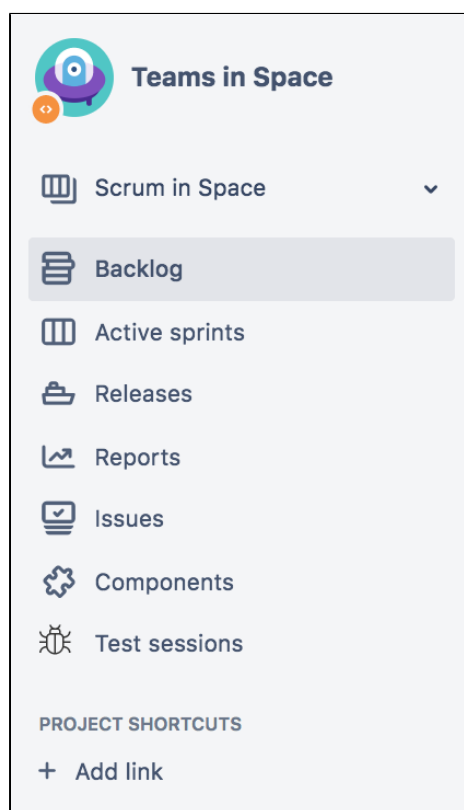 Teams in Space
Scrum in Space
Backlog
Active sprints
Releases
Reports
Issues
Components
Test sessions
PROJECT SHORTCUTS
+ Add link